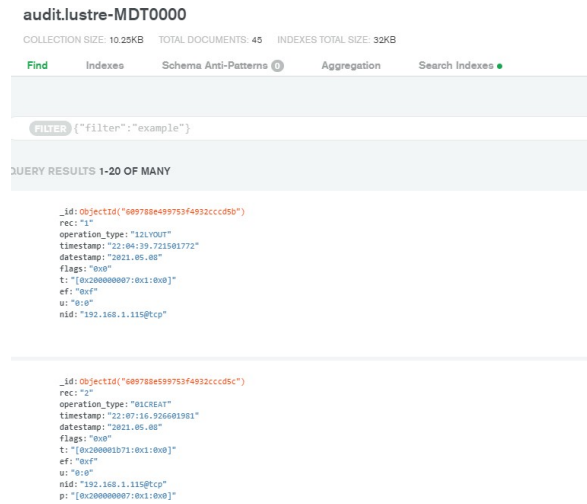 audit.lustre-MDT0000
COLLECTION SIZE: 10.25KB TOTAL DOCUMENTS: 45 INDEXES TOTAL SIZE: 32KB
Find Indexes Schema Anti-Patterns 0 Aggregation Search Indexes
FILTER {"filter":"example"}
QUERY RESULTS 1-20 OF MANY
_id: ObjectId("609788e499753f4932cccd5b")
rec: "1"
operation_type: "12LYOUT"
timestamp: "22:04:39.721501772"
datestamp: "2021.05.08"
flags: "0x0"
t: "[0x200000007:0x1:0x0]"
ef: "0xf"
u: "0:0"
nid: "192.168.1.115@tcp"
_id: ObjectId("609788e599753f4932cccd5c")
rec: "2"
operation_type: "01CREAT"
timestamp: "22:07:16.926601981"
datestamp: "2021.05.08"
flags: "0x0"
t: "[0x200001b71:0x1:0x0]"
ef: "0xf"
u: "0:0"
nid: "192.168.1.115@tcp"
p: "[0x200000007:0x1:0x0]"